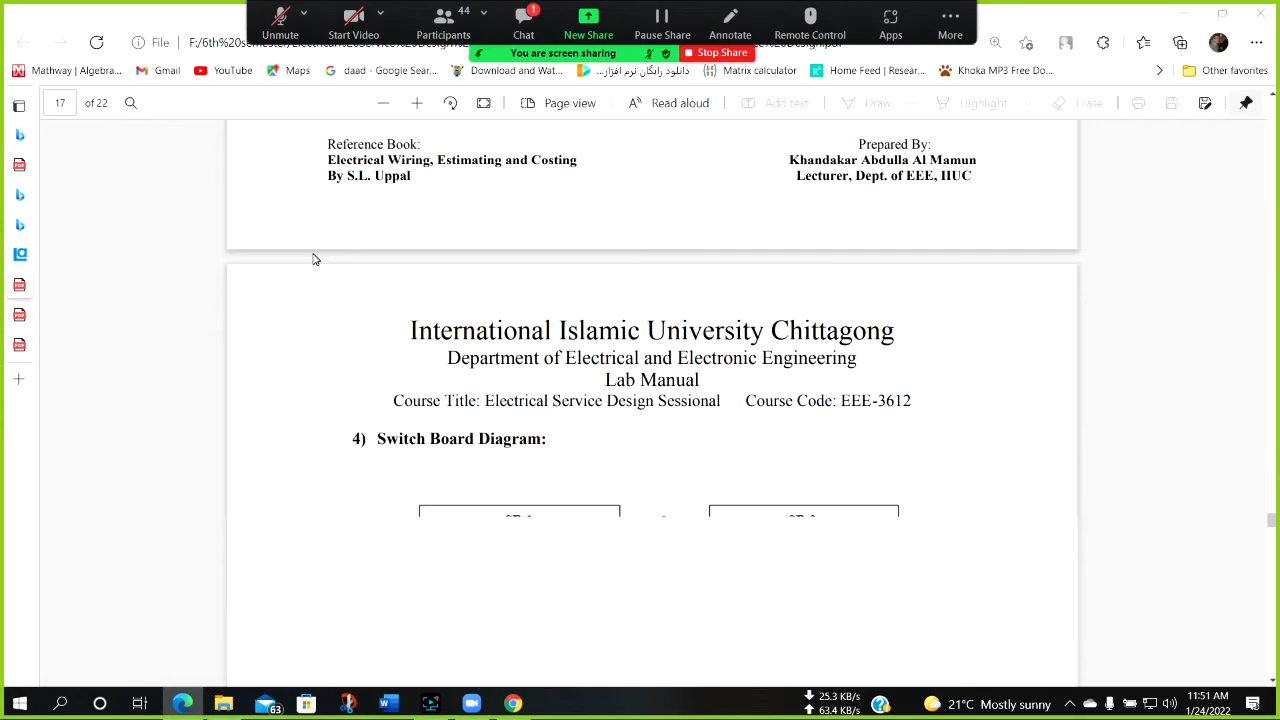 44
1
Unmute
Start Video
Participants
Chat
New Share
Pause Share
Annotate
Remote Control
Apps
More
You are screen sharing
Stop Share
File
Mathway | Algebra...
Gmail
YouTube
Maps
daad - Google Sear...
Download and Wat...
دانلود رایگان نرم افزار...
Matrix calculator
Home Feed | Resear...
Khoka MP3 Free Do...
Other favorites
17
of 22
Page view
Read aloud
Add text
Draw
Highlight
Erase
Reference Book:
Electrical Wiring, Estimating and Costing
By S.L. Uppal
Prepared By:
Khandakar Abdulla Al Mamun
Lecturer, Dept. of EEE, IIUC
International Islamic University Chittagong
Department of Electrical and Electronic Engineering
Lab Manual
Course Title: Electrical Service Design Sessional Course Code: EEE-3612
4) Switch Board Diagram:
63
25.3 KB/s
63.4 KB/s
21°C Mostly sunny
11:51 AM
1/24/2022